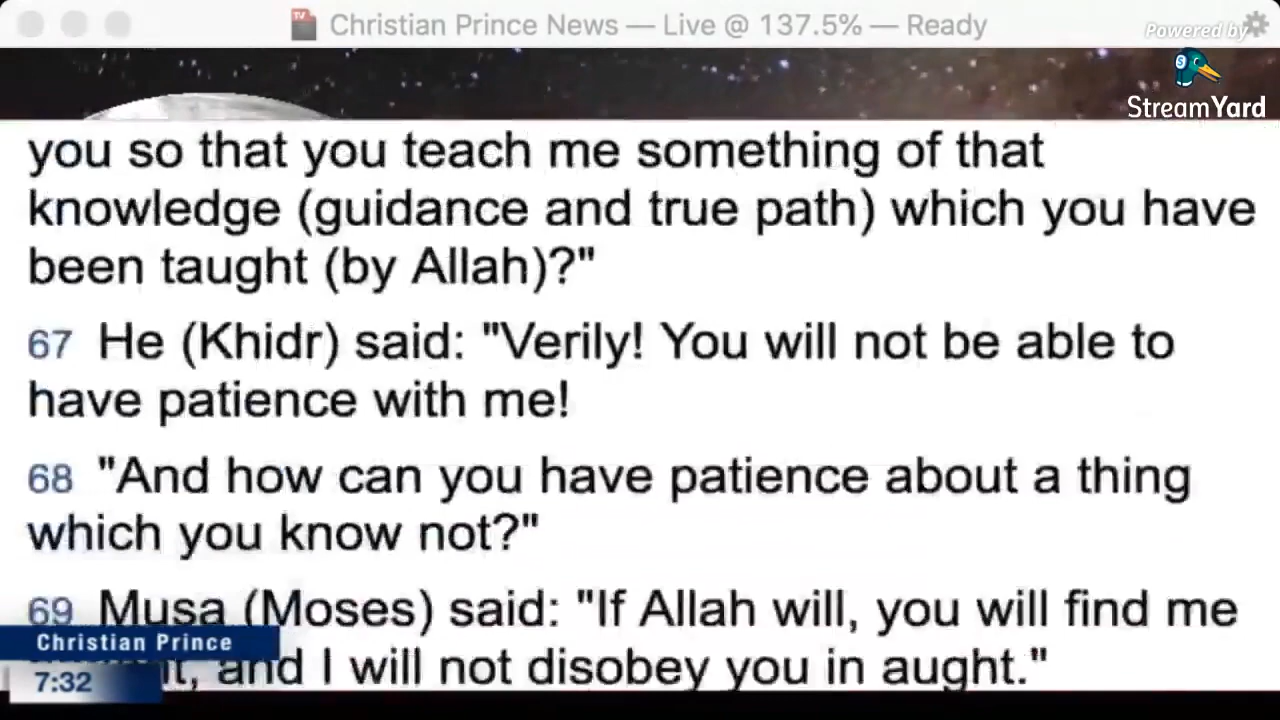 Christian Prince News — Live @ 137.5% — Ready
Powered by
StreamYard
you so that you teach me something of that
knowledge (guidance and true path) which you have
been taught (by Allah)?"
67 He (Khidr) said: "Verily! You will not be able to
have patience with me!
68 "And how can you have patience about a thing
which you know not?"
69 Musa (Moses) said: "If Allah will, you will find me
and I will not disobey you in aught."
Christian Prince
7:32